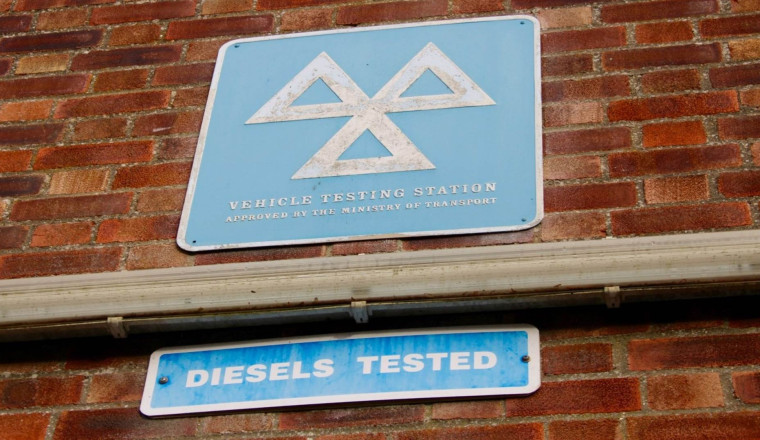 VEHICLE TESTING STATION
APPROVED BY THE MINISTRY OF TRANSPORT
DIESELS TESTED